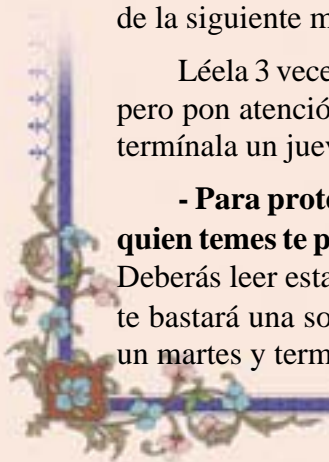 de la siguiente m
Léela 3 vece
pero pon atenció
termínala un juev
- Para prote
quien temes te p
Deberás leer esta
te bastará una so
un martes y term